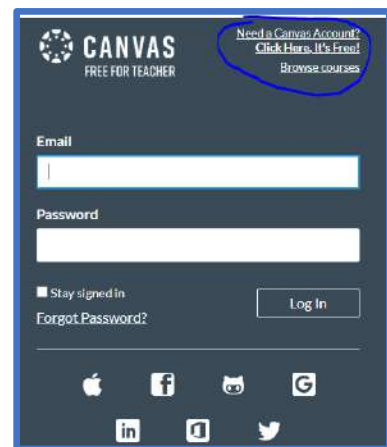 CANVAS
FREE FOR TEACHER
Need a Canvas Account?
Click Here, It's Free!
Browse courses
Email
Password
Stay signed in
Forgot Password?
Log In